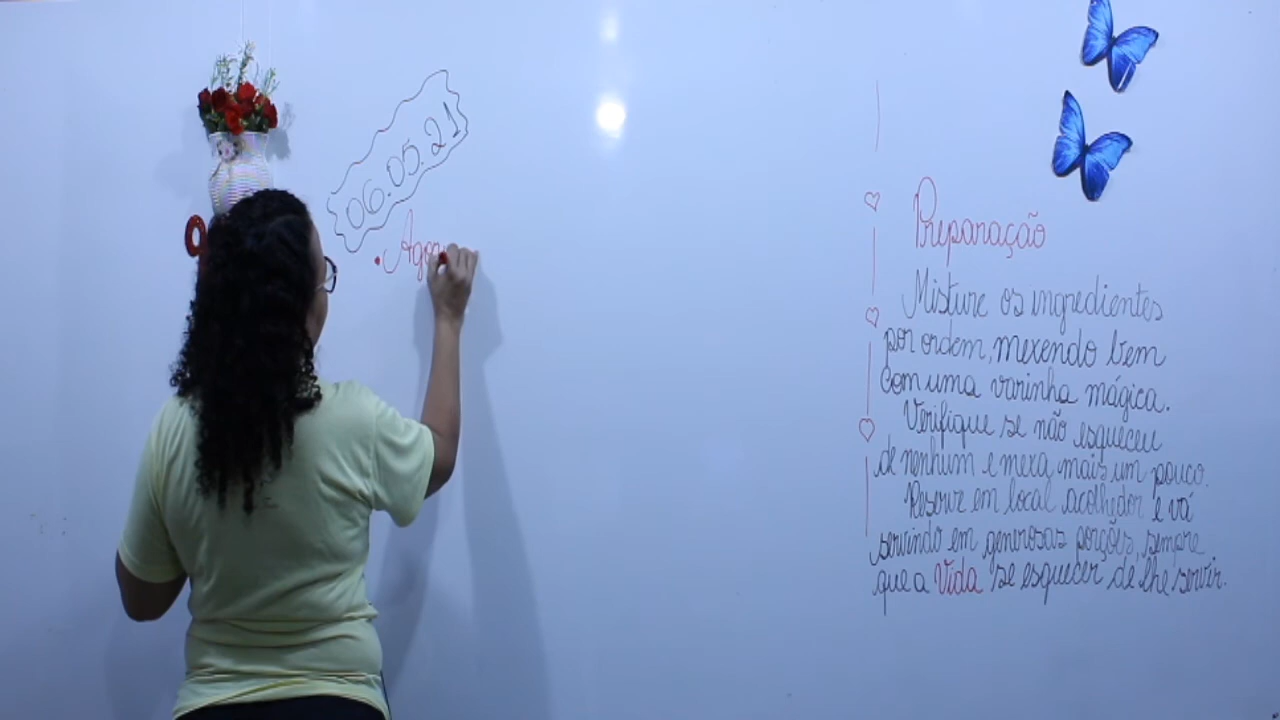 06.05.21
. Agor
Preparação
Misture os ingredientes
por ordem, mexendo bem
com uma varinha mágica.
Verifique se não esqueceu
de nenhum e mexa mais um pouco.
Reserve em local acolhedor e vá
servindo em generosas porções, sempre
que a Vida se esquecer de lhe servir.